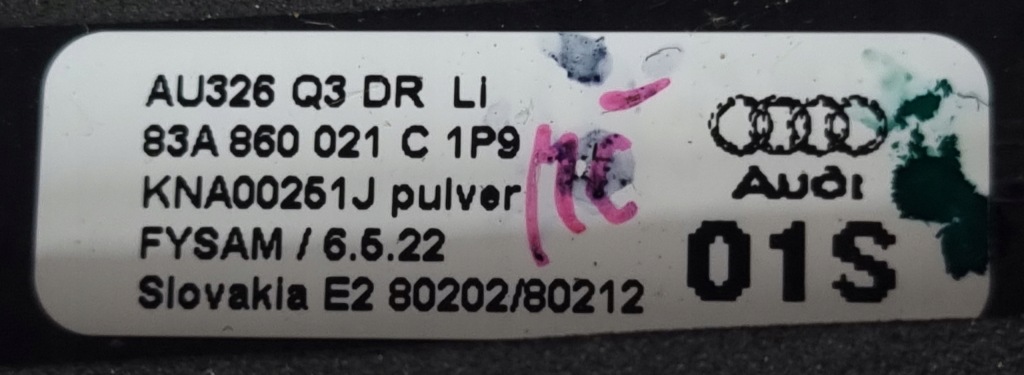 AU326 Q3 DR Li
83A 860 021 C 1P9
KNA00251J pulver
FYSAM / 6.5.22
Slovakia E2 80202/80212
Audi
01S